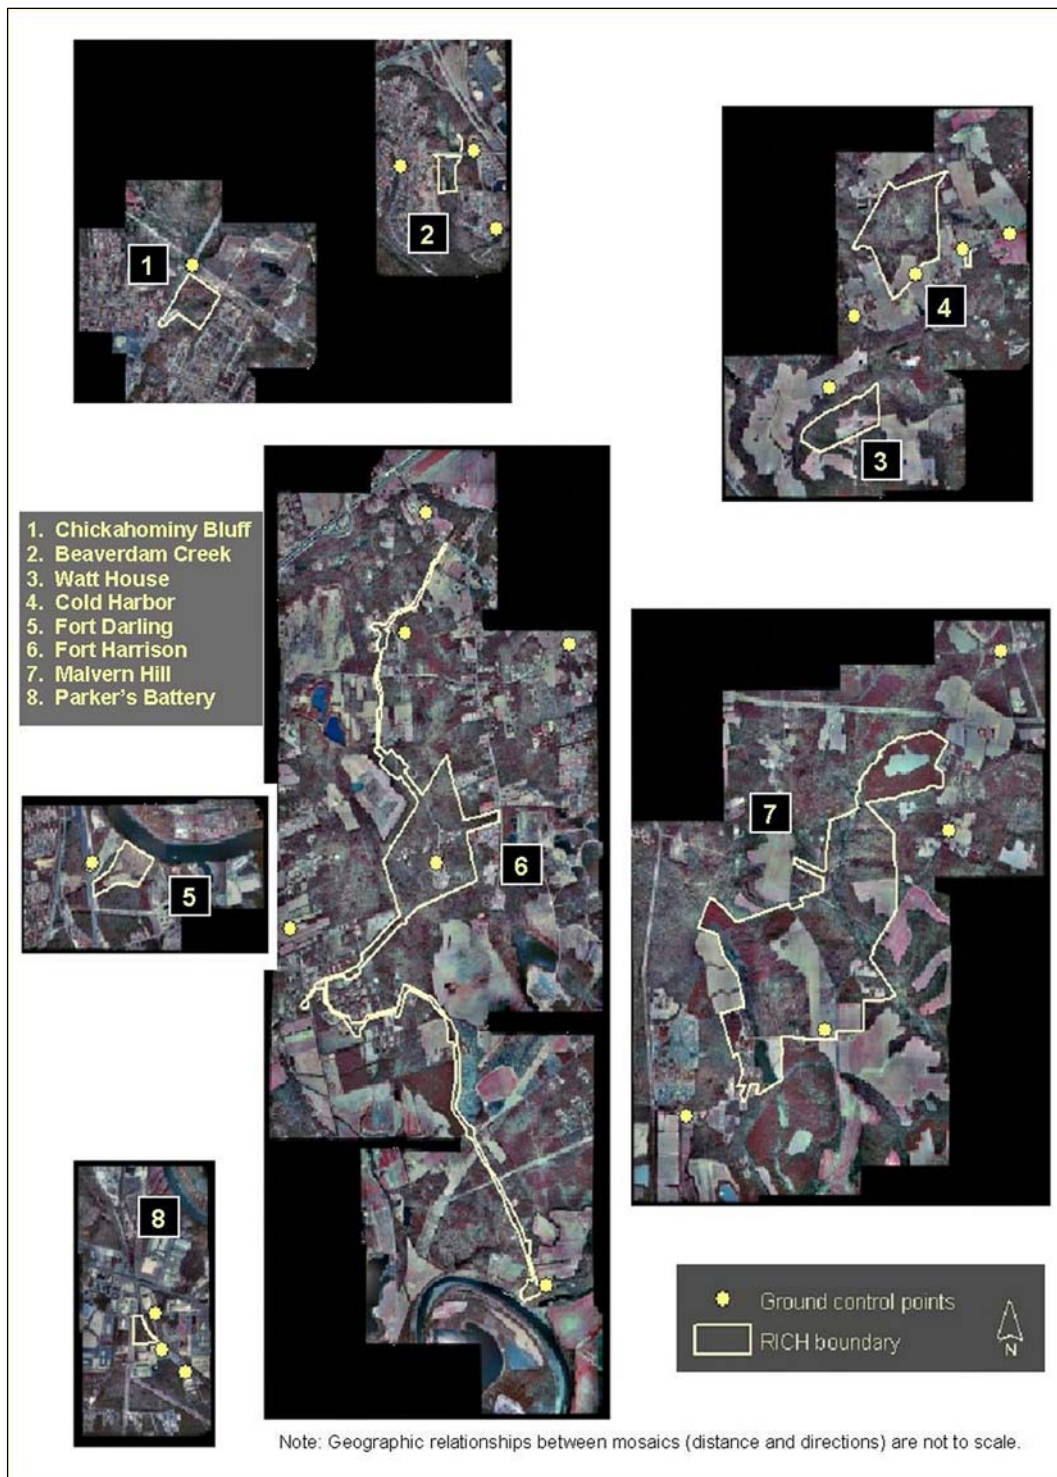 2
1
4
3
1. Chickahominy Bluff
2. Beaverdam Creek
3. Watt House
4. Cold Harbor
5. Fort Darling
6. Fort Harrison
7. Malvern Hill
8. Parker's Battery
7
6
5
8
Ground control points
RICH boundary
N
Note: Geographic relationships between mosaics (distance and directions) are not to scale.